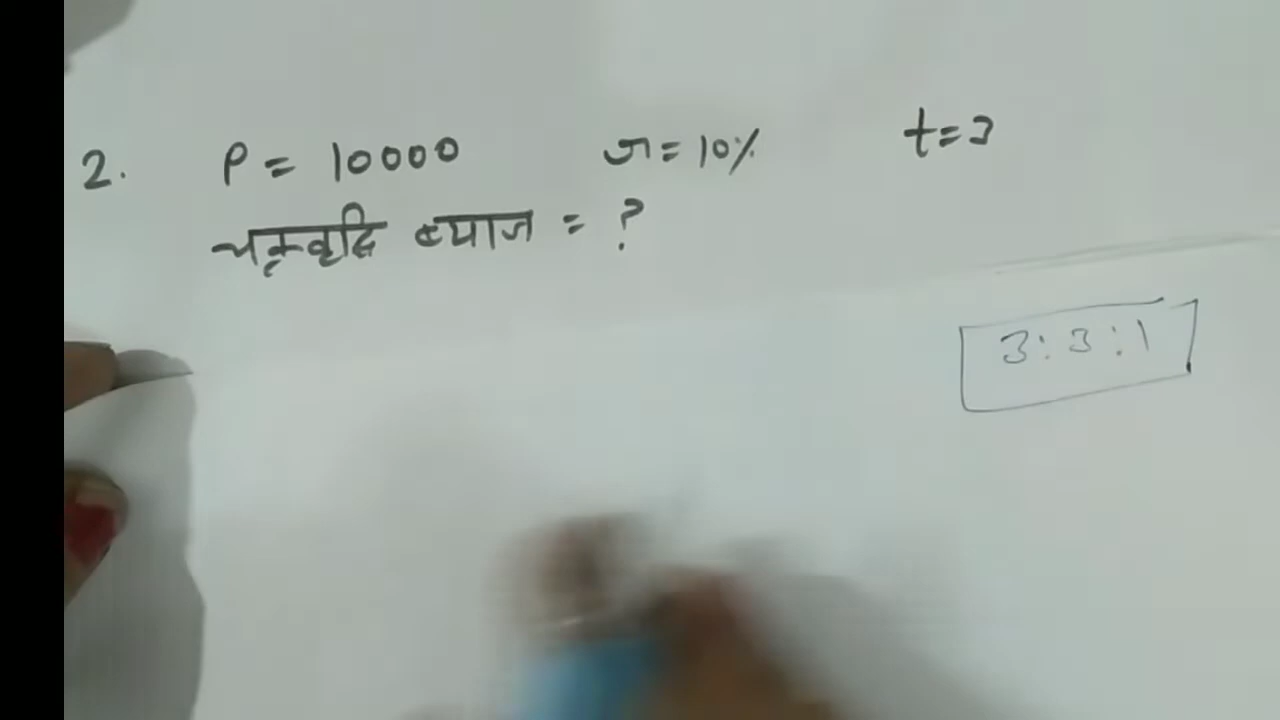 2. P = 10000 r = 10% t = 3
चक्रवृद्धि ब्याज = ?
3 : 3 : 1